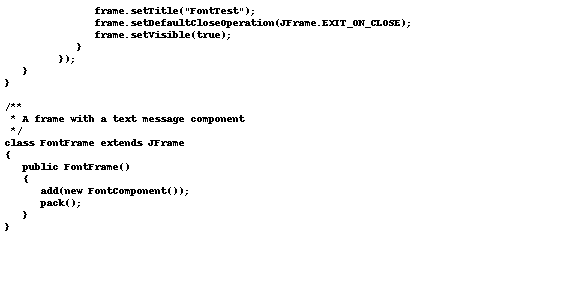 frame.setTitle("FontTest");
frame.setDefaultCloseOperation(JFrame.EXIT_ON_CLOSE);
frame.setVisible(true);
}
});
}
}
/**
* A frame with a text message component
*/
class FontFrame extends JFrame
{
public FontFrame()
{
add(new FontComponent());
pack();
}
}